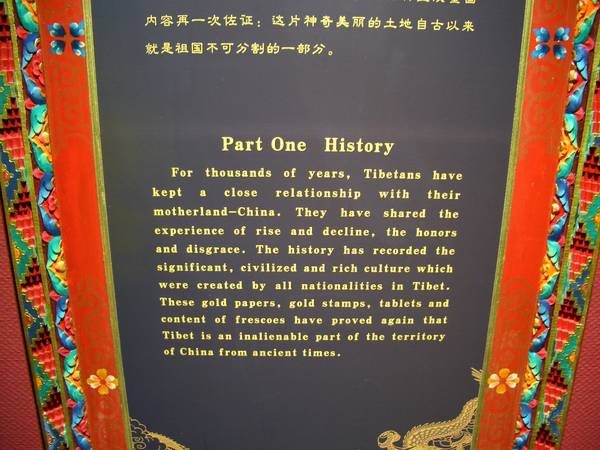 内容再一次佐证；这片神奇美丽的土地自古以来
就是祖国不可分割的一部分。
Part One History
For thousands of years, Tibetans have
kept a close relationship with their
motherland—China. They have shared the
experience of rise and decline, the honors
and disgrace. The history has recorded the
significant, civilized and rich culture which
were created by all nationalities in Tibet.
These gold papers, gold stamps, tablets and
content of frescoes have proved again that
Tibet is an inalienable part of the territory
of China from ancient times.